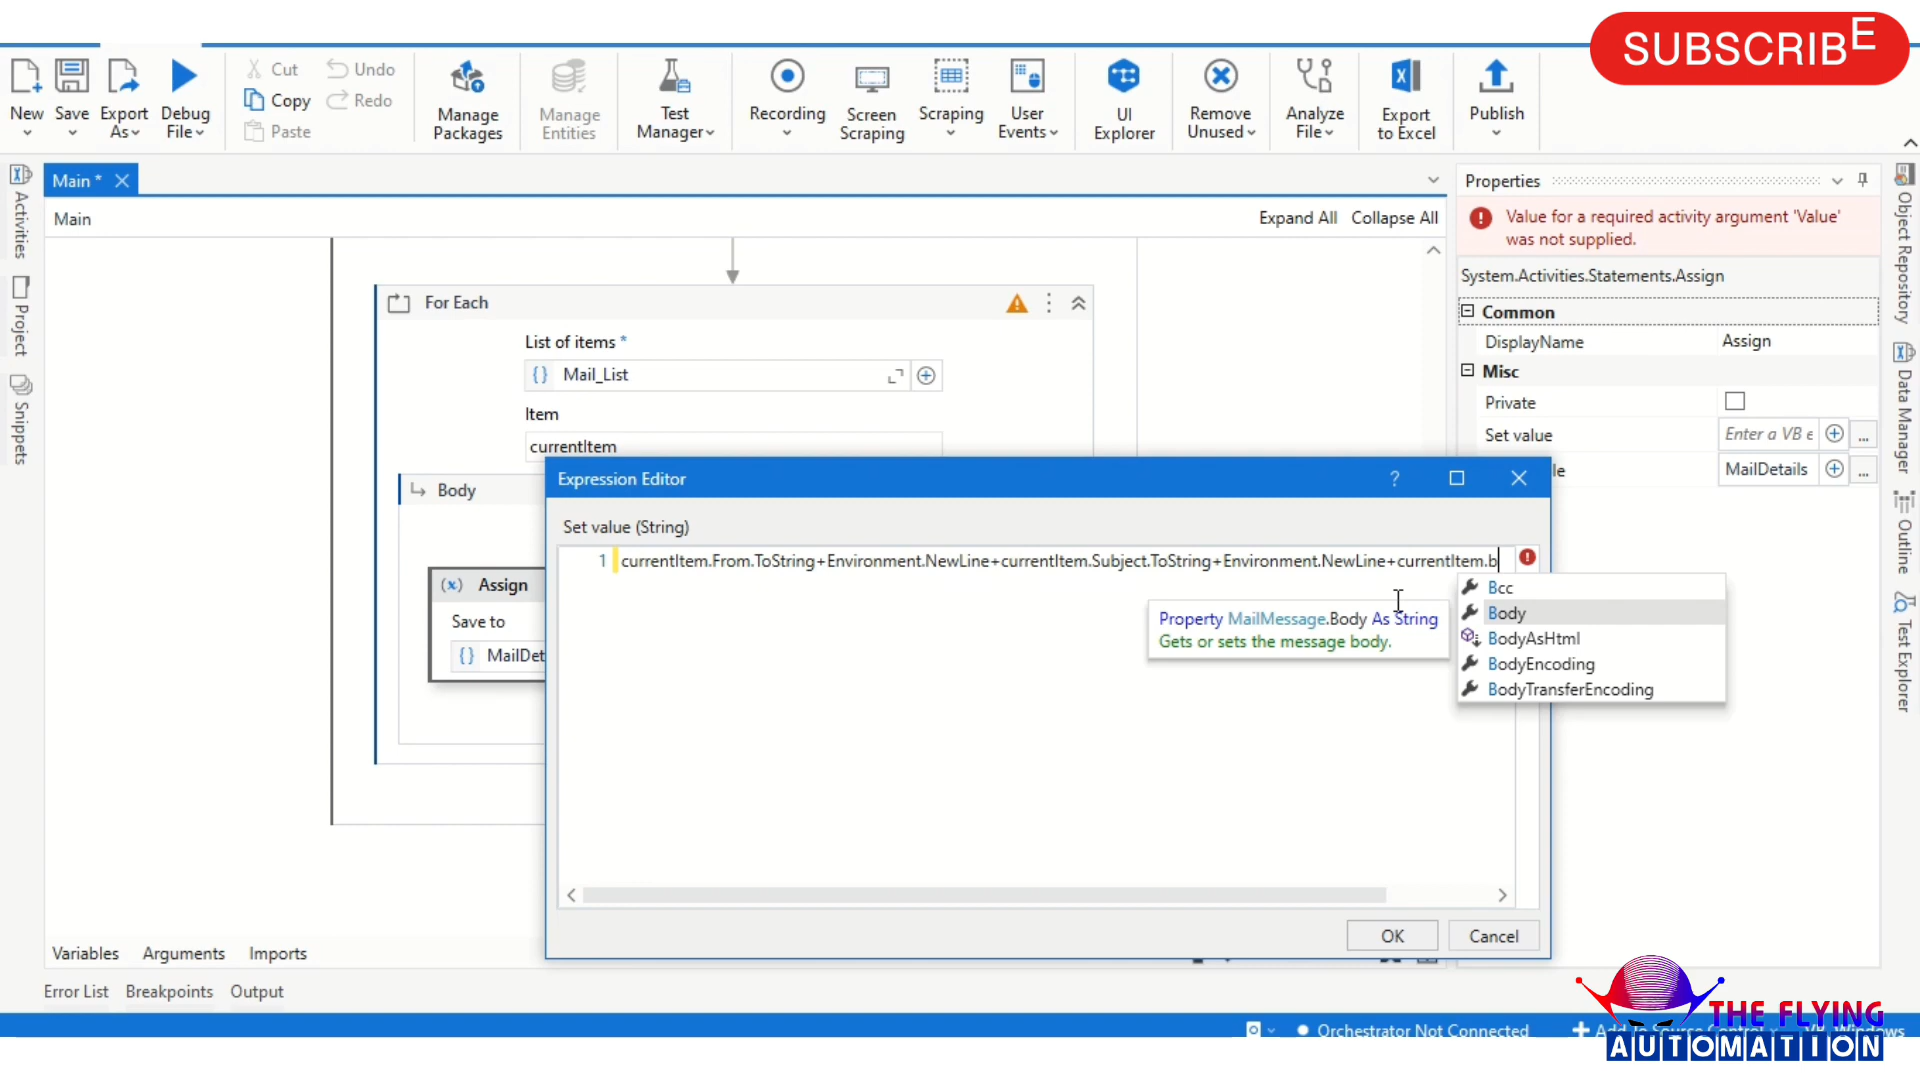 SUBSCRIBE
New
Save
Export
As
Debug
File
Cut
Copy
Paste
Undo
Redo
Manage
Packages
Manage
Entities
Test
Manager
Recording
Screen
Scraping
Scraping
User
Events
UI
Explorer
Remove
Unused
Analyze
File
Export
to Excel
Publish
Activities
Project
Snippets
Main *
Main
Expand All
Collapse All
For Each
List of items *
Mail_List
Item
currentItem
Body
(x) Assign
Save to
{} MailDet
Expression Editor
?
Set value (String)
1
currentItem.From.ToString+Environment.NewLine+currentItem.Subject.ToString+Environment.NewLine+currentItem.b
Property MailMessage.Body As String
Gets or sets the message body.
Bcc
Body
BodyAsHtml
BodyEncoding
BodyTransferEncoding
OK
Cancel
Properties
Value for a required activity argument 'Value'
was not supplied.
System.Activities.Statements.Assign
Common
DisplayName
Assign
Misc
Private
Set value
Enter a VB e
...
le
MailDetails
...
Object Repository
Data Manager
Outline
Test Explorer
Variables
Arguments
Imports
Error List
Breakpoints
Output
Orchestrator Not Connected
THE FLYING
AUTOMATION